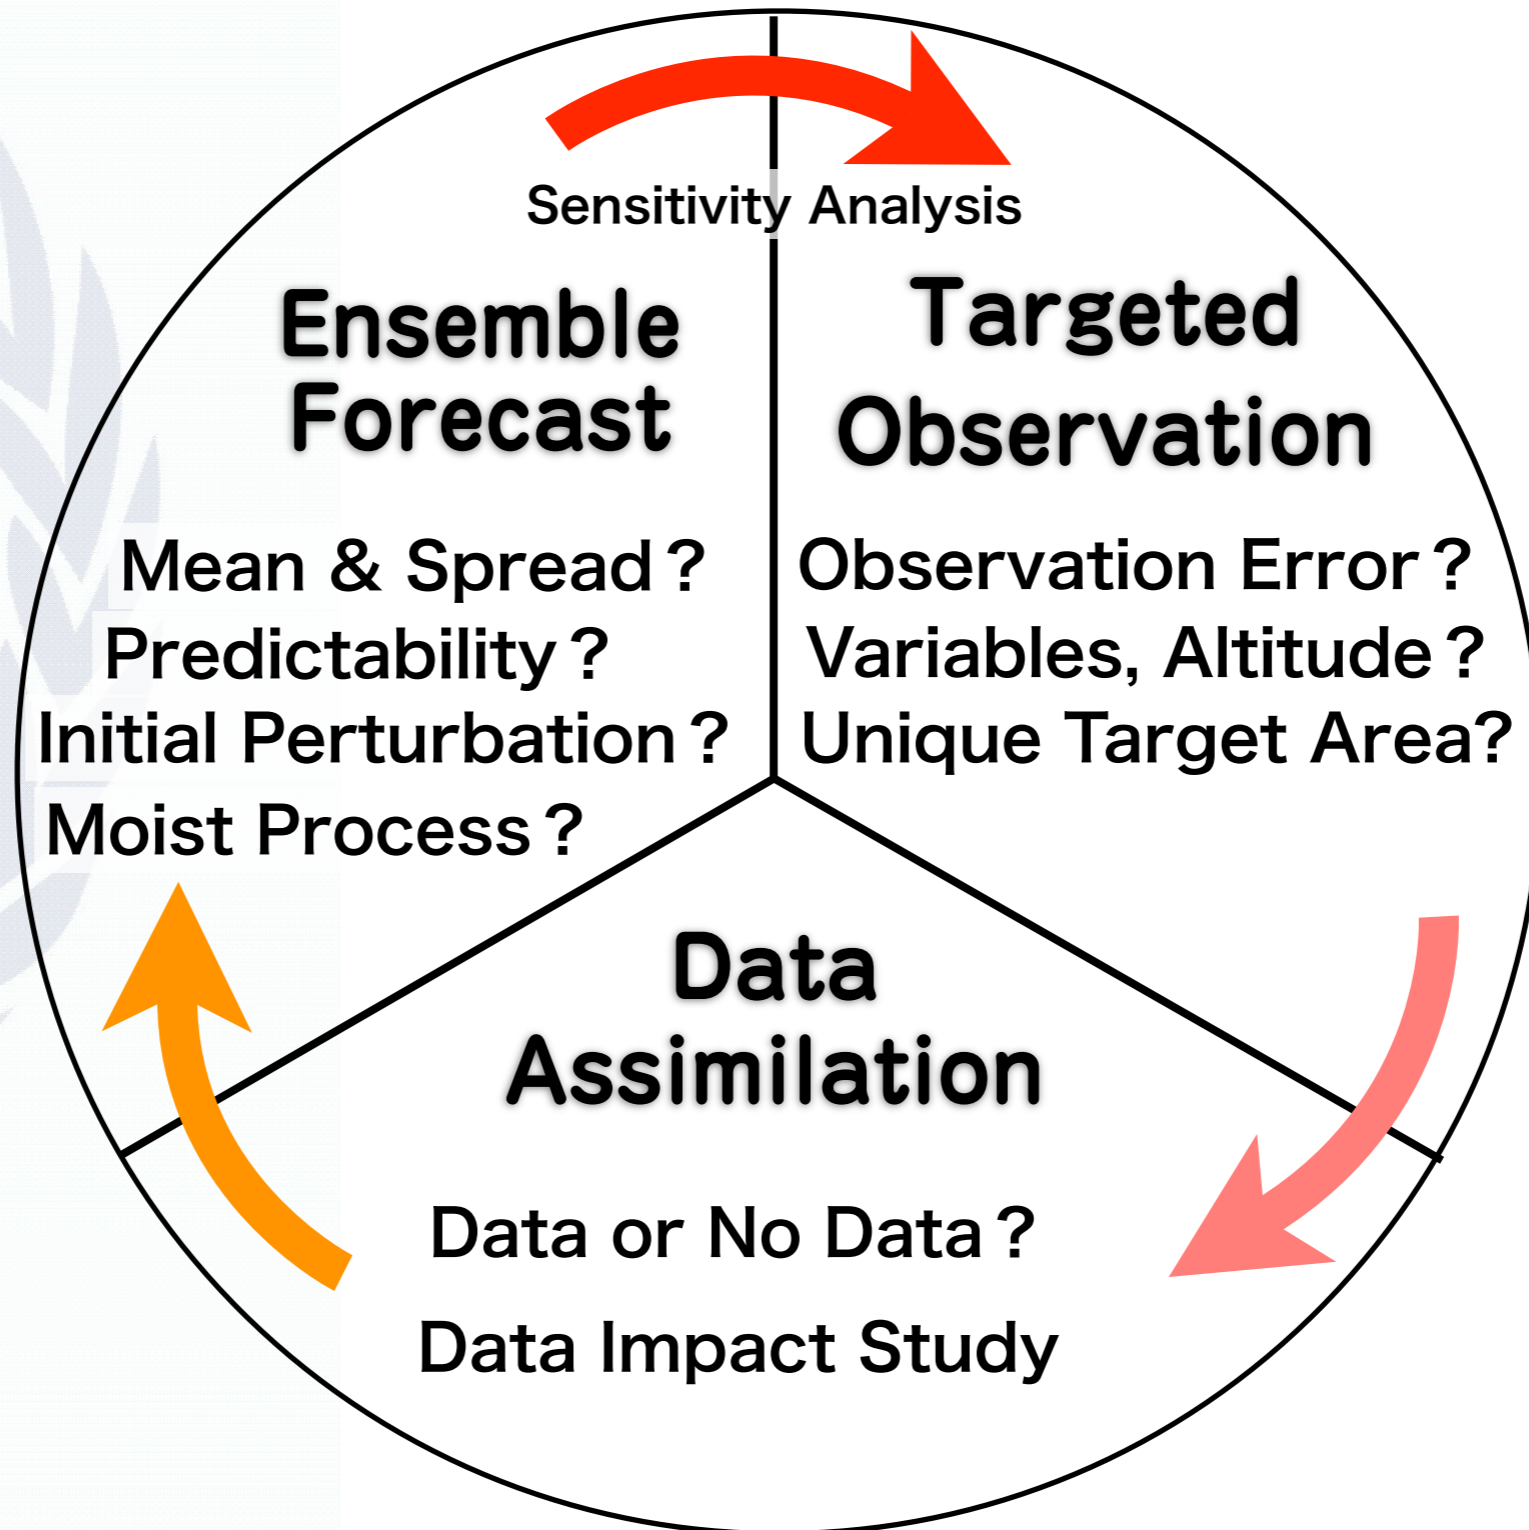 Sensitivity Analysis
Ensemble
Forecast
Mean & Spread?
Predictability?
Initial Perturbation?
Moist Process?
Targeted
Observation
Observation Error?
Variables, Altitude?
Unique Target Area?
Data
Assimilation
Data or No Data?
Data Impact Study